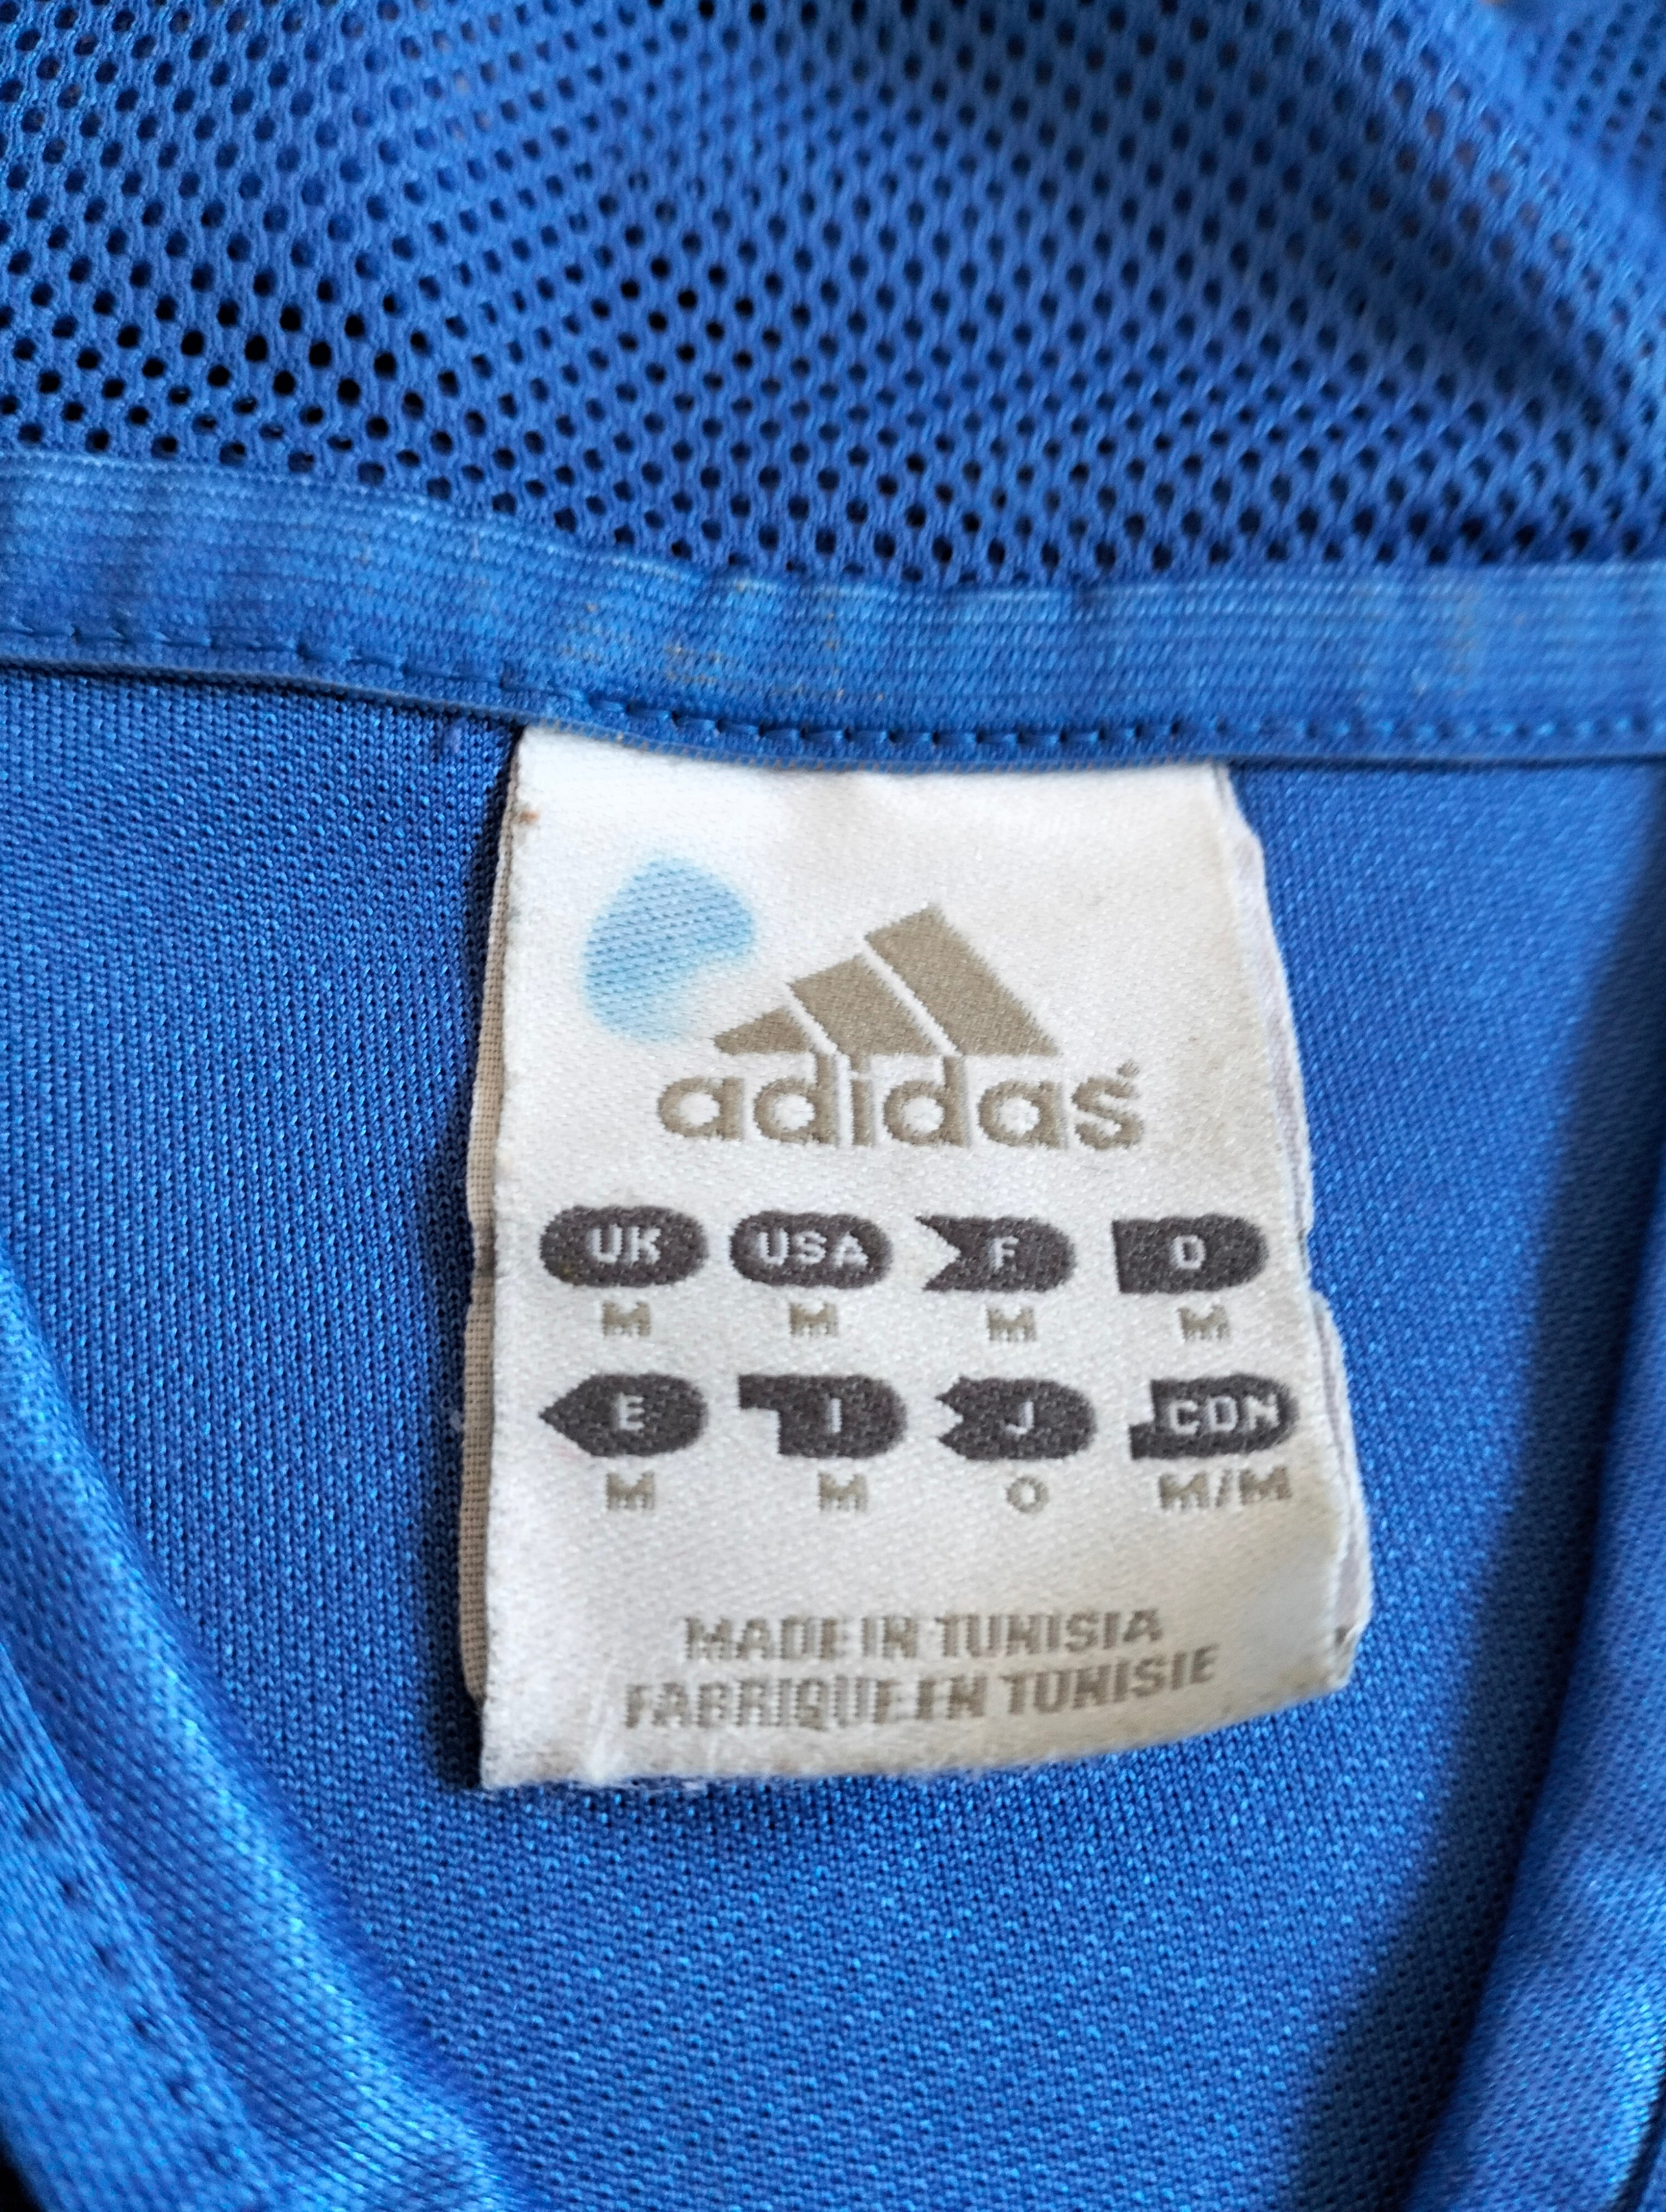 adidas
UK USA F D
M M M M
E I J CDN
M M O M/M
MADE IN TUNISIA
FABRIQUE EN TUNISIE